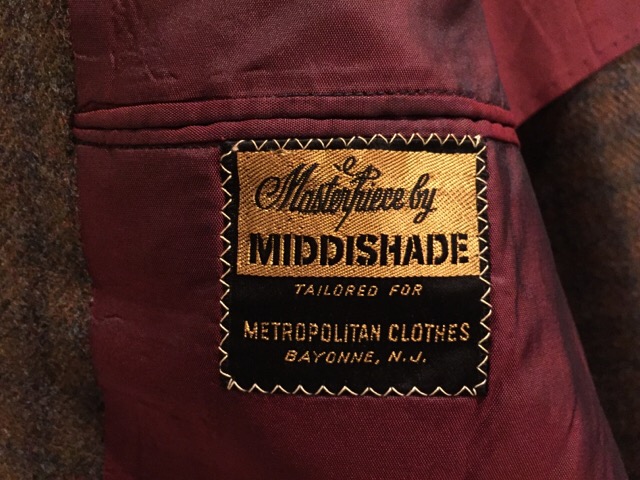 a
Masterpiece by
MIDDISHADE
TAILORED FOR
METROPOLITAN CLOTHES
BAYONNE, N.J.